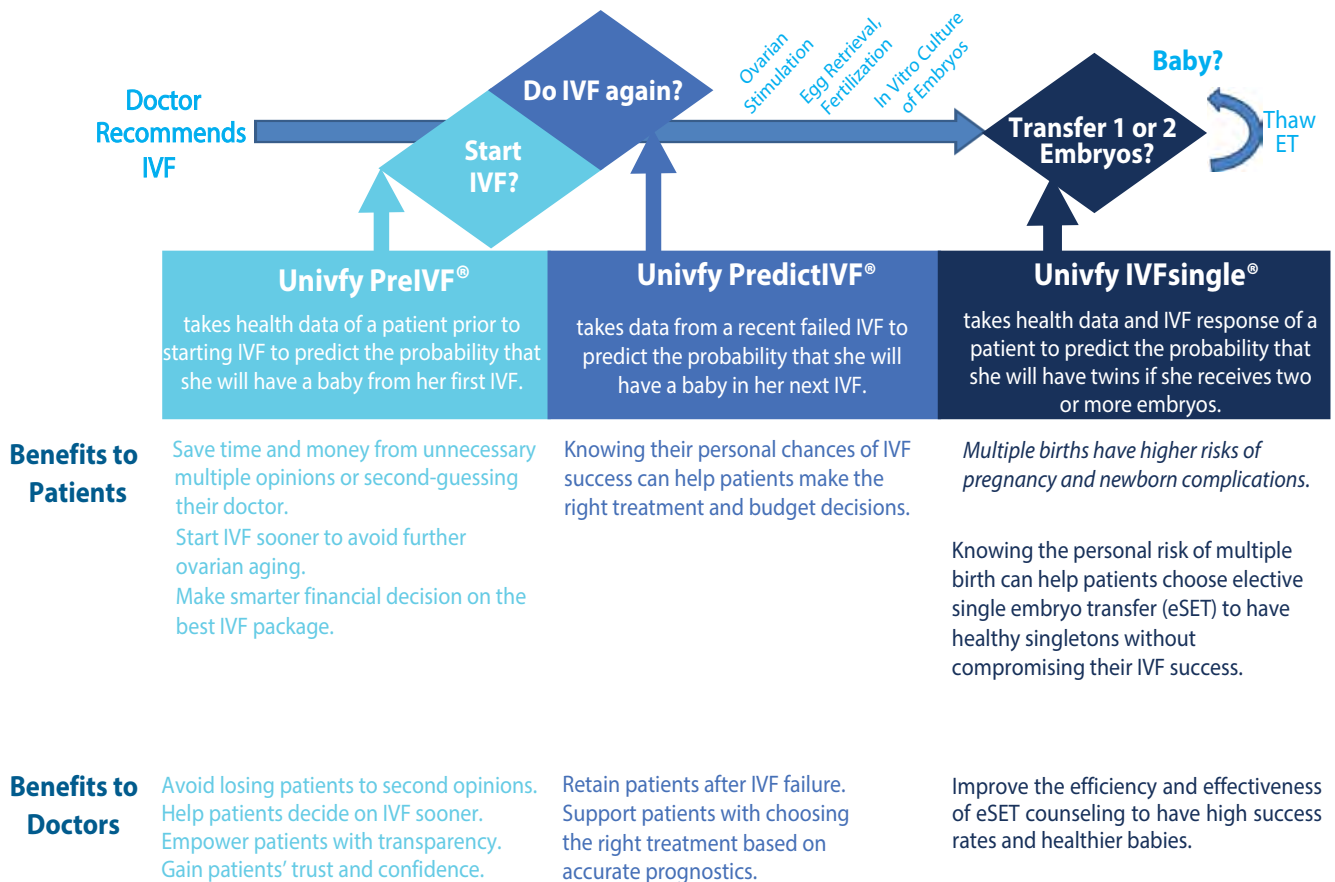 Doctor
Recommends
IVF
Start
IVF?
Do IVF again?
Ovarian
Stimulation
Egg Retrieval,
Fertilization
In Vitro Culture
of Embryos
Transfer 1 or 2
Embryos?
Baby?
Thaw
ET
Univfy PreIVF®
takes health data of a patient prior to
starting IVF to predict the probability that
she will have a baby from her first IVF.
Univfy PredictIVF®
takes data from a recent failed IVF to
predict the probability that she will
have a baby in her next IVF.
Univfy IVFsingle®
takes health data and IVF response of a
patient to predict the probability that
she will have twins if she receives two
or more embryos.
Benefits to
Patients
Save time and money from unnecessary
multiple opinions or second-guessing
their doctor.
Start IVF sooner to avoid further
ovarian aging.
Make smarter financial decision on the
best IVF package.
Knowing their personal chances of IVF
success can help patients make the
right treatment and budget decisions.
Multiple births have higher risks of
pregnancy and newborn complications.
Knowing the personal risk of multiple
birth can help patients choose elective
single embryo transfer (eSET) to have
healthy singletons without
compromising their IVF success.
Benefits to
Doctors
Avoid losing patients to second opinions.
Help patients decide on IVF sooner.
Empower patients with transparency.
Gain patients’ trust and confidence.
Retain patients after IVF failure.
Support patients with choosing
the right treatment based on
accurate prognostics.
Improve the efficiency and effectiveness
of eSET counseling to have high success
rates and healthier babies.